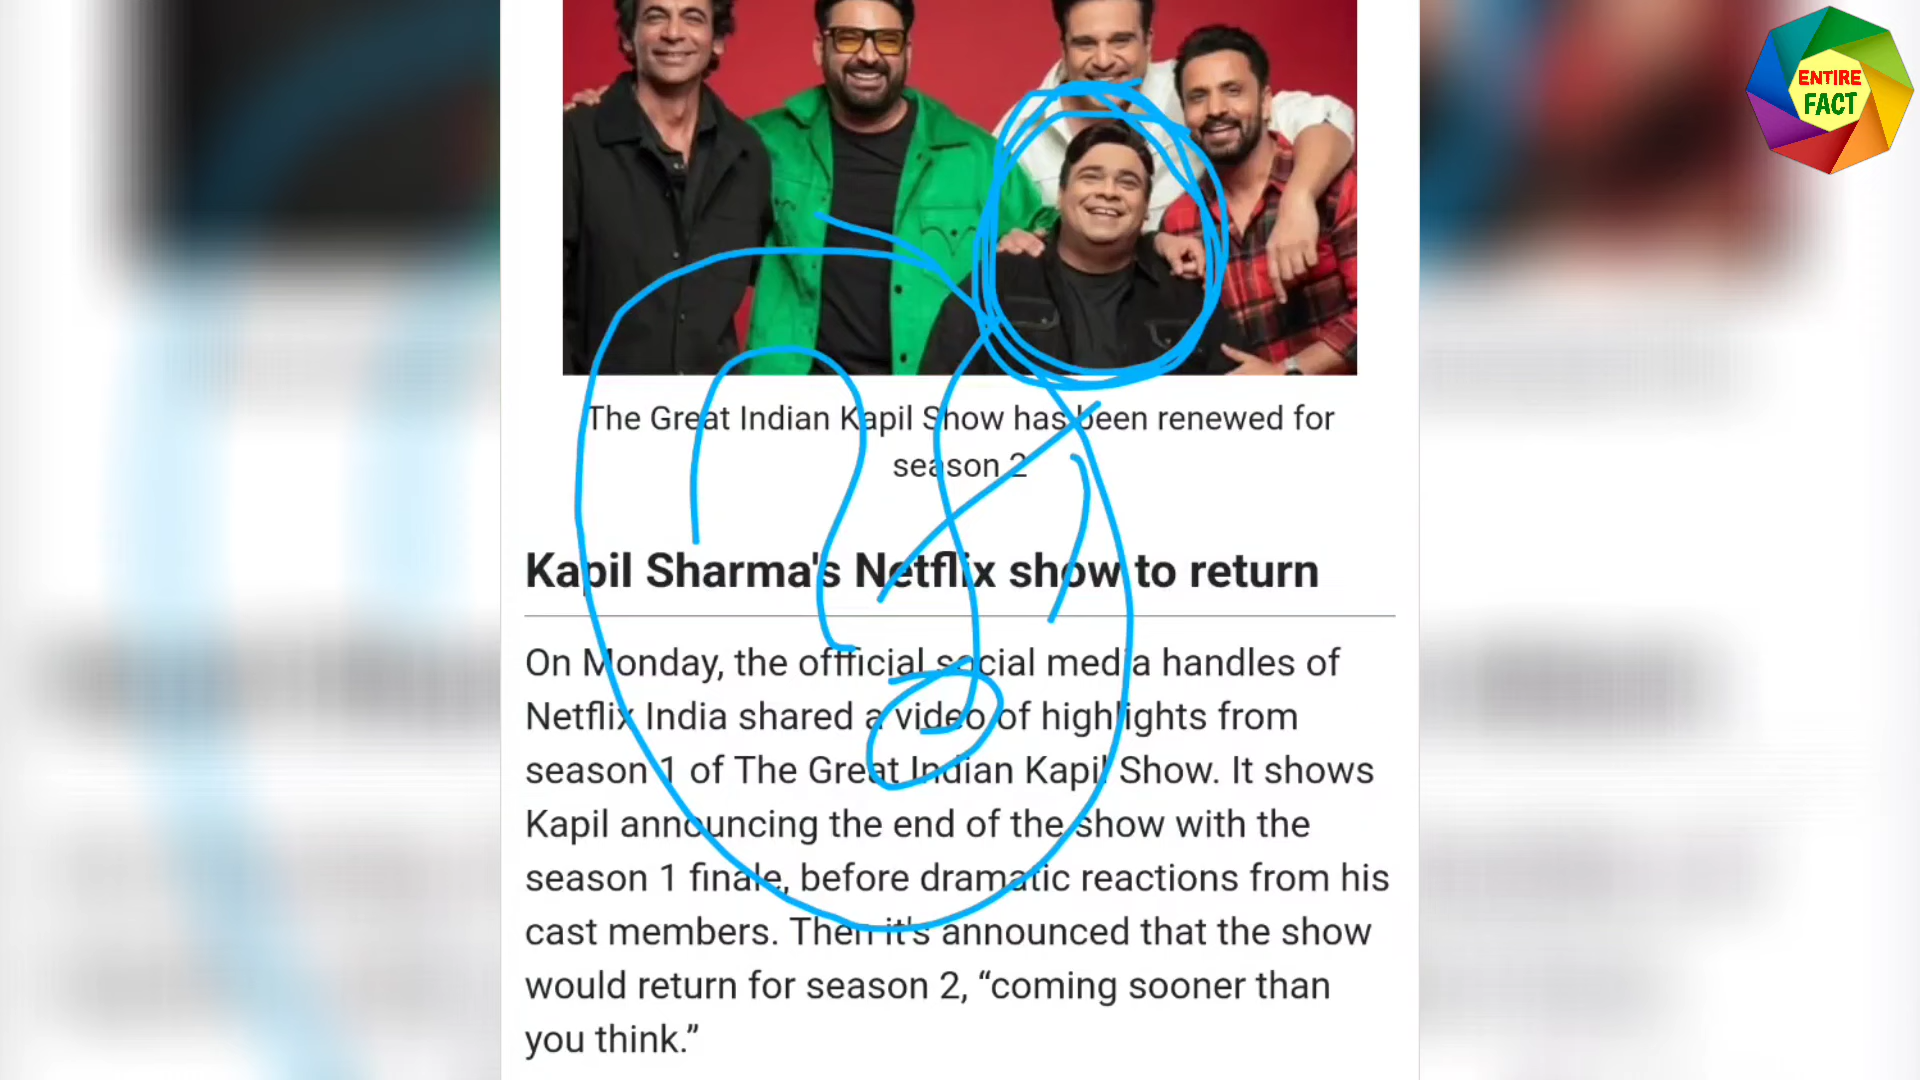 ENTIRE
FACT
The Great Indian Kapil Show has been renewed for
season 2
Kapil Sharma's Netflix show to return
On Monday, the offficial social media handles of
Netflix India shared a video of highlights from
season 1 of The Great Indian Kapil Show. It shows
Kapil announcing the end of the show with the
season 1 finale, before dramatic reactions from his
cast members. Then it's announced that the show
would return for season 2, “coming sooner than
you think.”